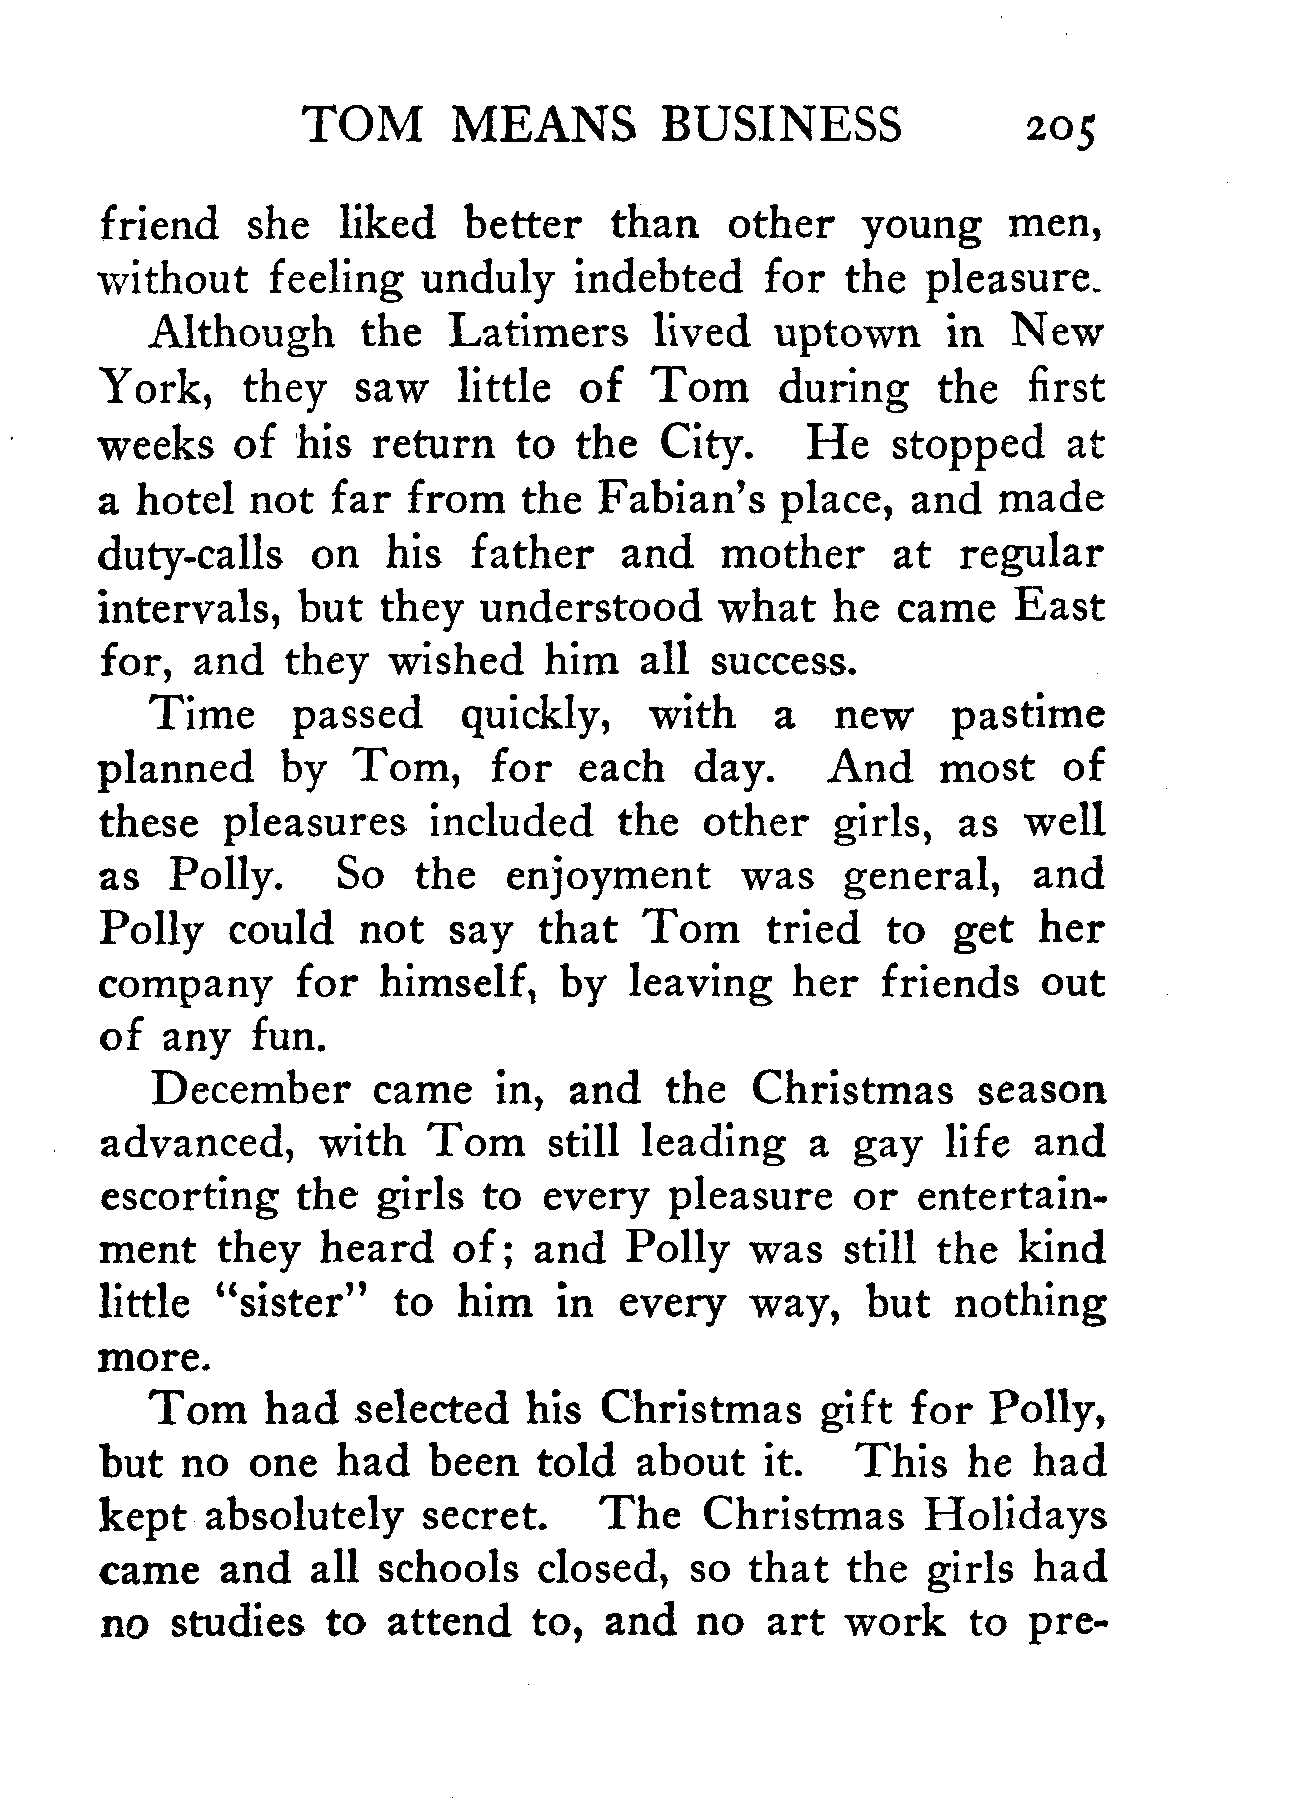 TOM MEANS BUSINESS 205
friend she liked better than other young men,
without feeling unduly indebted for the pleasure.
Although the Latimers lived uptown in New
York, they saw little of Tom during the first
weeks of his return to the City. He stopped at
a hotel not far from the Fabian's place, and made
duty-calls on his father and mother at regular
intervals, but they understood what he came East
for, and they wished him all success.
Time passed quickly, with a new pastime
planned by Tom, for each day. And most of
these pleasures included the other girls, as well
as Polly. So the enjoyment was general, and
Polly could not say that Tom tried to get her
company for himself, by leaving her friends out
of any fun.
December came in, and the Christmas season
advanced, with Tom still leading a gay life and
escorting the girls to every pleasure or entertain-
ment they heard of; and Polly was still the kind
little "sister" to him in every way, but nothing
more.
Tom had selected his Christmas gift for Polly,
but no one had been told about it. This he had
kept absolutely secret. The Christmas Holidays
came and all schools closed, so that the girls had
no studies to attend to, and no art work to pre-